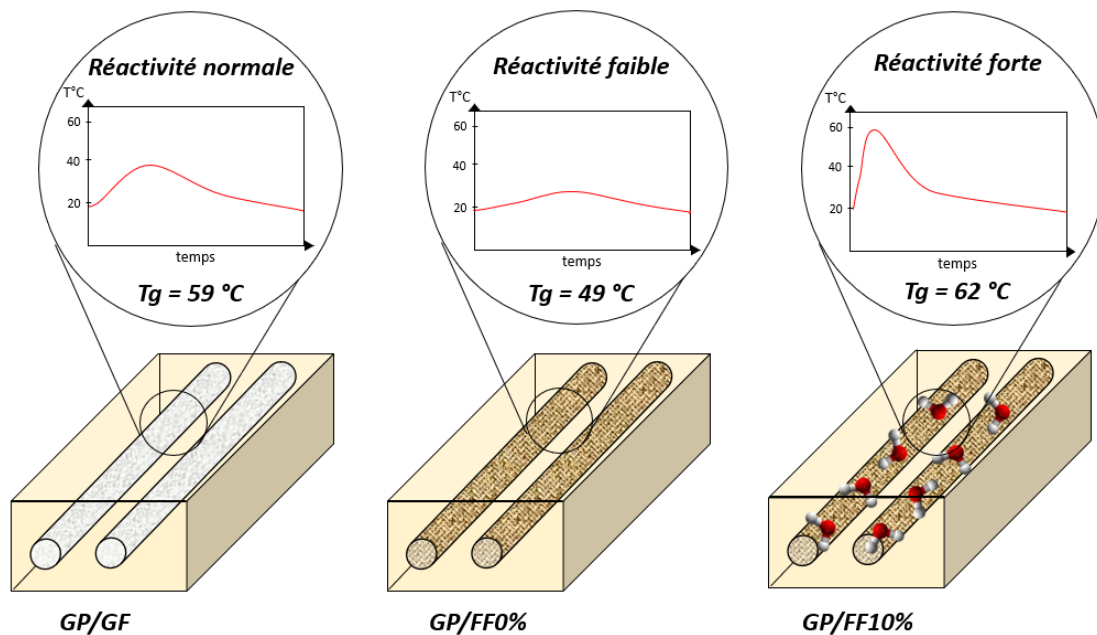 Réactivité normale
T°C
60
40
20
temps
Tg = 59 °C
GP/GF
Réactivité faible
T°C
60
40
20
temps
Tg = 49 °C
GP/FF0%
Réactivité forte
T°C
60
40
20
temps
Tg = 62 °C
GP/FF10%